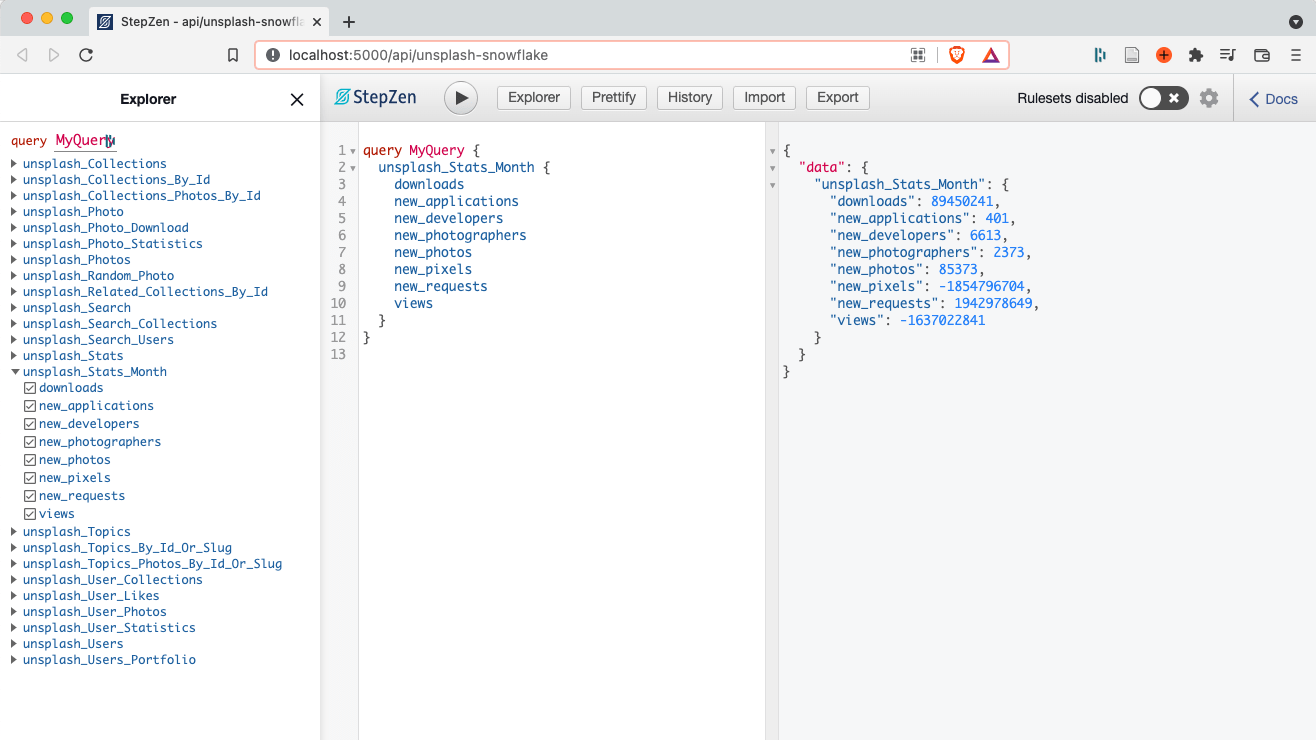 StepZen - api/unsplash-snowfla
localhost:5000/api/unsplash-snowflake
Explorer
StepZen
Explorer
Prettify
History
Import
Export
Rulesets disabled
Docs
query MyQuery
unsplash_Collections
unsplash_Collections_By_Id
unsplash_Collections_Photos_By_Id
unsplash_Photo
unsplash_Photo_Download
unsplash_Photo_Statistics
unsplash_Photos
unsplash_Random_Photo
unsplash_Related_Collections_By_Id
unsplash_Search
unsplash_Search_Collections
unsplash_Search_Users
unsplash_Stats
unsplash_Stats_Month
downloads
new_applications
new_developers
new_photographers
new_photos
new_pixels
new_requests
views
unsplash_Topics
unsplash_Topics_By_Id_Or_Slug
unsplash_Topics_Photos_By_Id_Or_Slug
unsplash_User_Collections
unsplash_User_Likes
unsplash_User_Photos
unsplash_User_Statistics
unsplash_Users
unsplash_Users_Portfolio
1 query MyQuery {
2 unsplash_Stats_Month {
3 downloads
4 new_applications
5 new_developers
6 new_photographers
7 new_photos
8 new_pixels
9 new_requests
10 views
11 }
12 }
13
{
"data": {
"unsplash_Stats_Month": {
"downloads": 89450241,
"new_applications": 401,
"new_developers": 6613,
"new_photographers": 2373,
"new_photos": 85373,
"new_pixels": -1854796704,
"new_requests": 1942978649,
"views": -1637022841
}
}
}